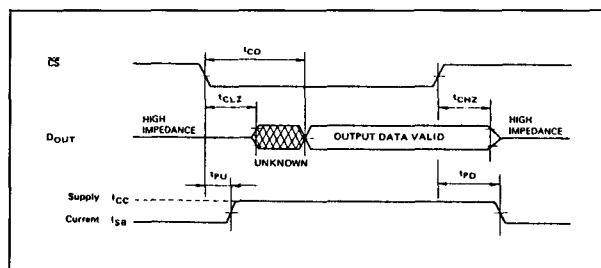 tCO
CS
tCLZ
tCHZ
HIGH IMPEDANCE
HIGH IMPEDANCE
DOUT
OUTPUT DATA VALID
UNKNOWN
tPU
tPD
Supply ICC
Current ISB